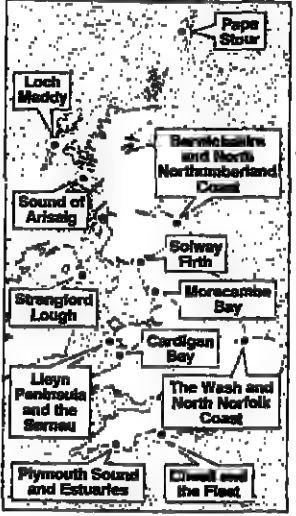 Papa
Stour
Loch
Maddy
Berwickshire
and North
Northumberland
Coast
Sound of
Arisaig
Solway
Firth
Strangford
Lough
Morecambe
Bay
Cardigan
Bay
Lleyn
Peninsula
and the
Sarnau
The Wash and
North Norfolk
Coast
Plymouth Sound
and Estuaries
Chesil and
the Fleet